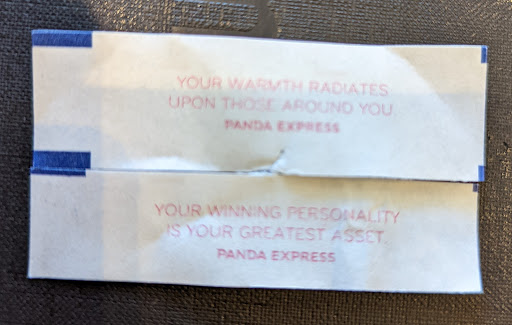 YOUR WARMTH RADIATES
UPON THOSE AROUND YOU
PANDA EXPRESS
YOUR WINNING PERSONALITY
IS YOUR GREATEST ASSET.
PANDA EXPRESS